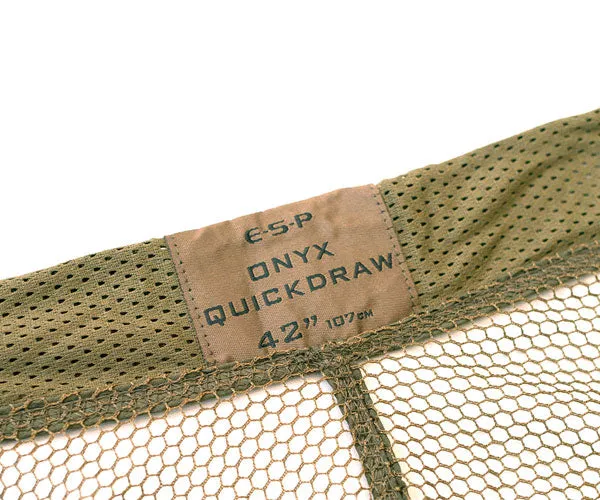 E-S-P
ONYX
QUICKDRAW
42" 107CM